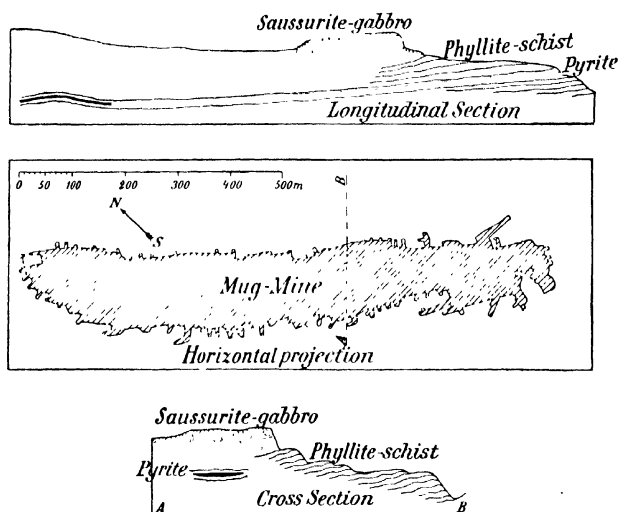 Saussurite-gabbro
Phyllite-schist
Pyrite
Longitudinal Section
0 50 100 200 300 400 500m
B
N
S
Mug-Mine
A
Horizontal projection
Saussurite-gabbro
Phyllite-schist
Pyrite
Cross Section
A
B